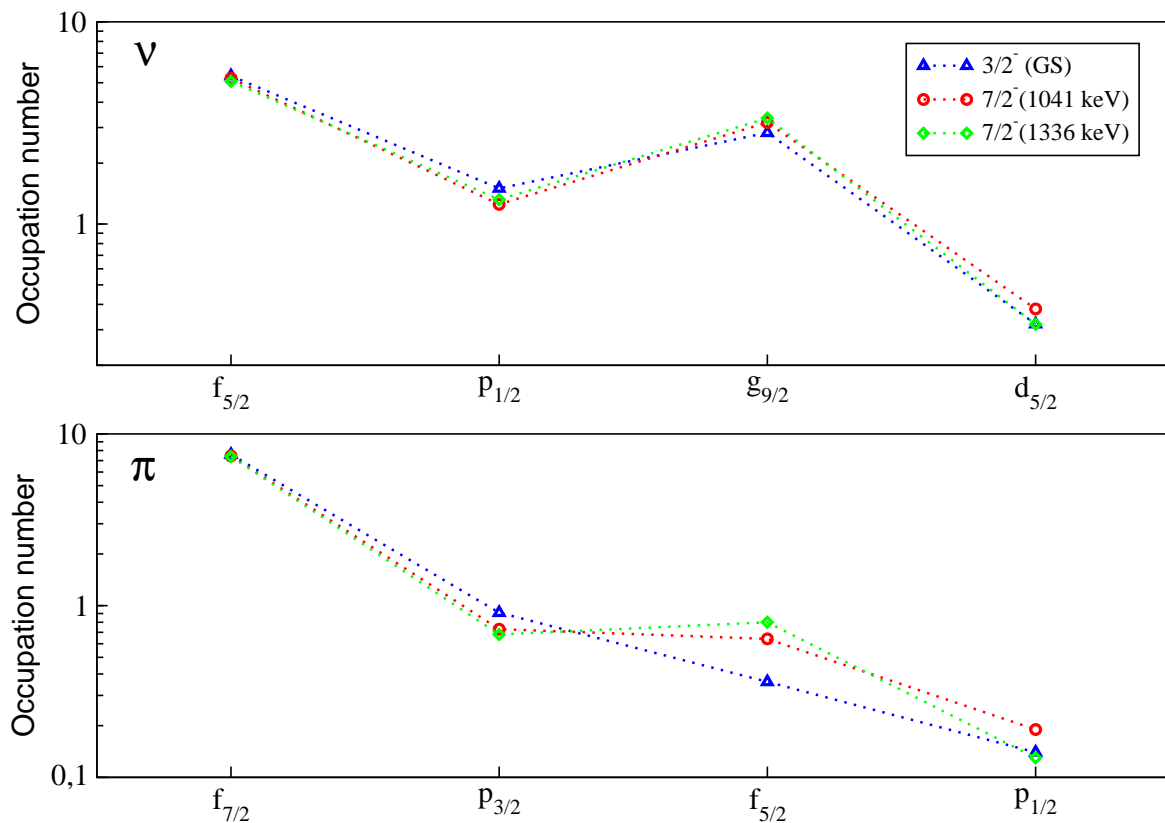 10
ν
3/2⁻ (GS)
7/2⁻(1041 keV)
7/2⁻(1336 keV)
Occupation number
1
f₅/₂ p₁/₂ g₉/₂ d₅/₂
10
π
Occupation number
1
0,1
f₇/₂ p₃/₂ f₅/₂ p₁/₂